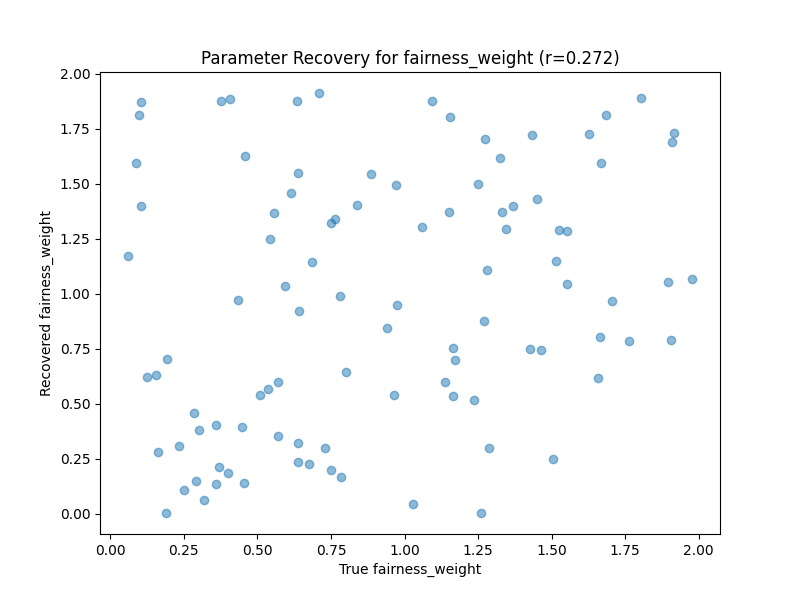 Parameter Recovery for fairness_weight (r=0.272)
2.00
1.75
1.50
1.25
1.00
0.75
0.50
0.25
0.00
Recovered fairness_weight
0.00 0.25 0.50 0.75 1.00 1.25 1.50 1.75 2.00
True fairness_weight